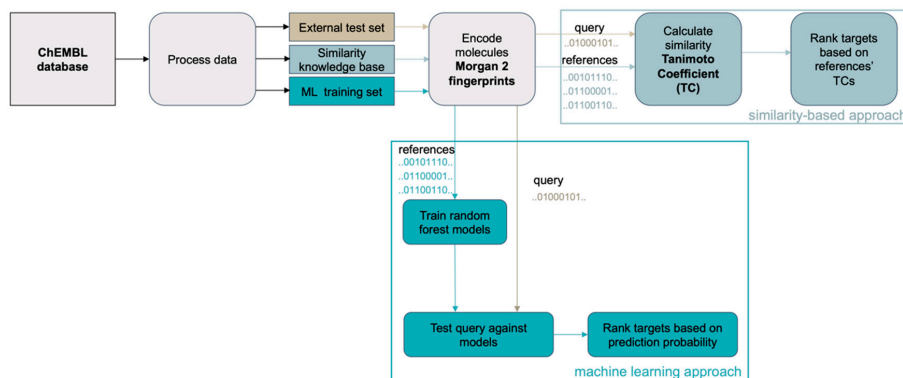 ChEMBL
database
Process data
External test set
Similarity
knowledge base
ML training set
Encode
molecules
Morgan 2
fingerprints
query
..01000101..
references
..00101110..
..01100001..
..01100110..
Calculate
similarity
Tanimoto
Coefficient
(TC)
Rank targets
based on
references'
TCs
similarity-based approach
references
..00101110..
..01100001..
..01100110..
query
..01000101..
Train random
forest models
Test query against
models
Rank targets based on
prediction probability
machine learning approach